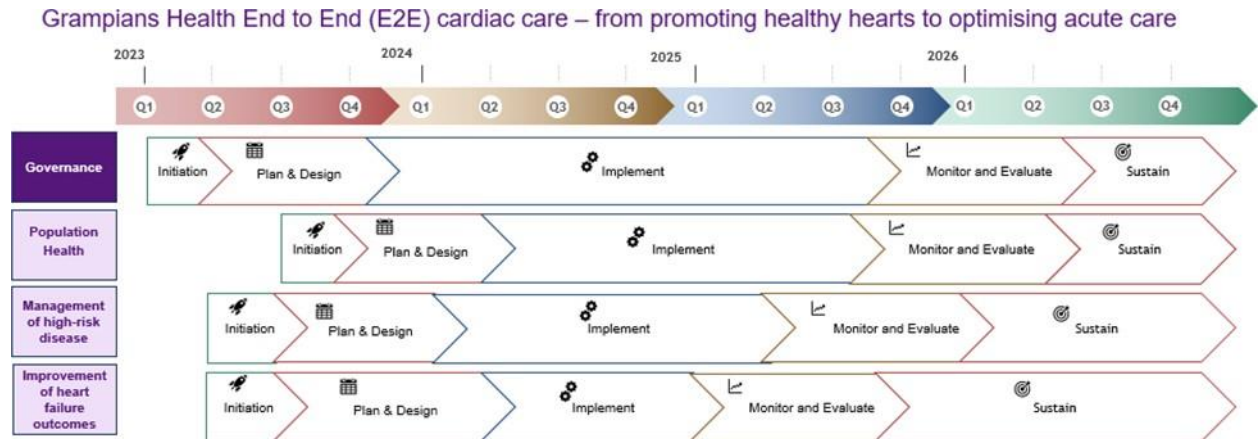 Grampians Health End to End (E2E) cardiac care – from promoting healthy hearts to optimising acute care
2023
2024
2025
2026
Q1 Q2 Q3 Q4 Q1 Q2 Q3 Q4 Q1 Q2 Q3 Q4 Q1 Q2 Q3 Q4
Governance
Initiation
Plan & Design
Implement
Monitor and Evaluate
Sustain
Population
Health
Initiation
Plan & Design
Implement
Monitor and Evaluate
Sustain
Management
of high-risk
disease
Initiation
Plan & Design
Implement
Monitor and Evaluate
Sustain
Improvement
of heart
failure
outcomes
Initiation
Plan & Design
Implement
Monitor and Evaluate
Sustain